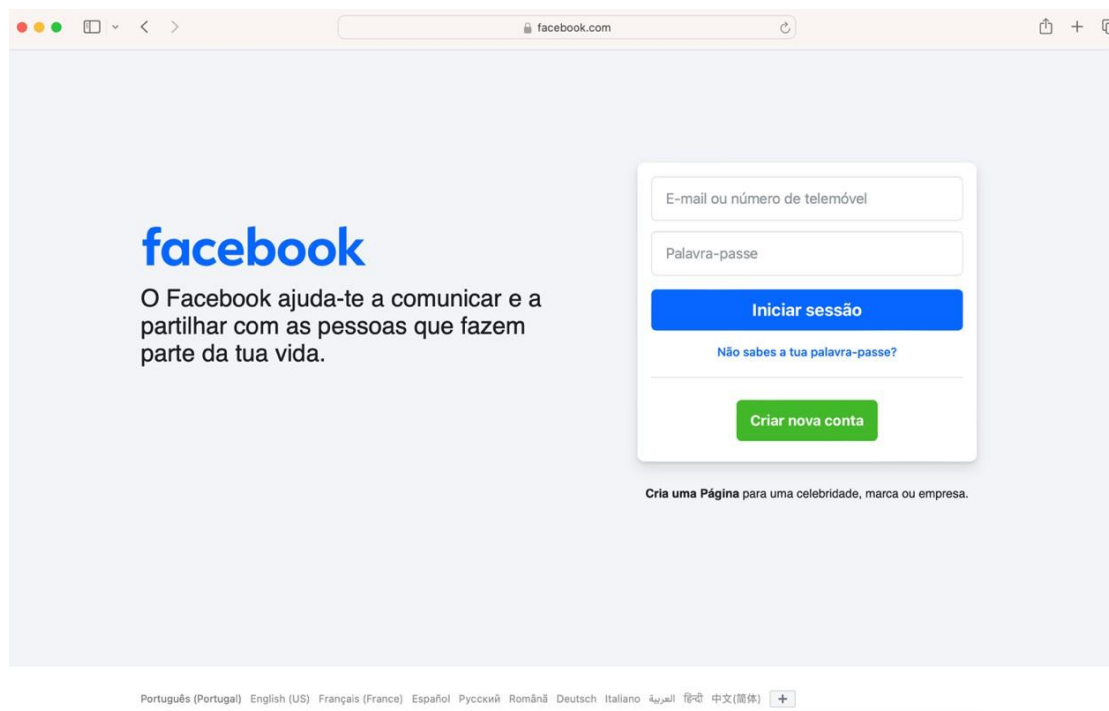 facebook.com
facebook
O Facebook ajuda-te a comunicar e a
partilhar com as pessoas que fazem
parte da tua vida.
E-mail ou número de telemóvel
Palavra-passe
Iniciar sessão
Não sabes a tua palavra-passe?
Criar nova conta
Cria uma Página para uma celebridade, marca ou empresa.
Português (Portugal) English (US) Français (France) Español Русский Română Deutsch Italiano العربية हिन्दी 中文(简体)